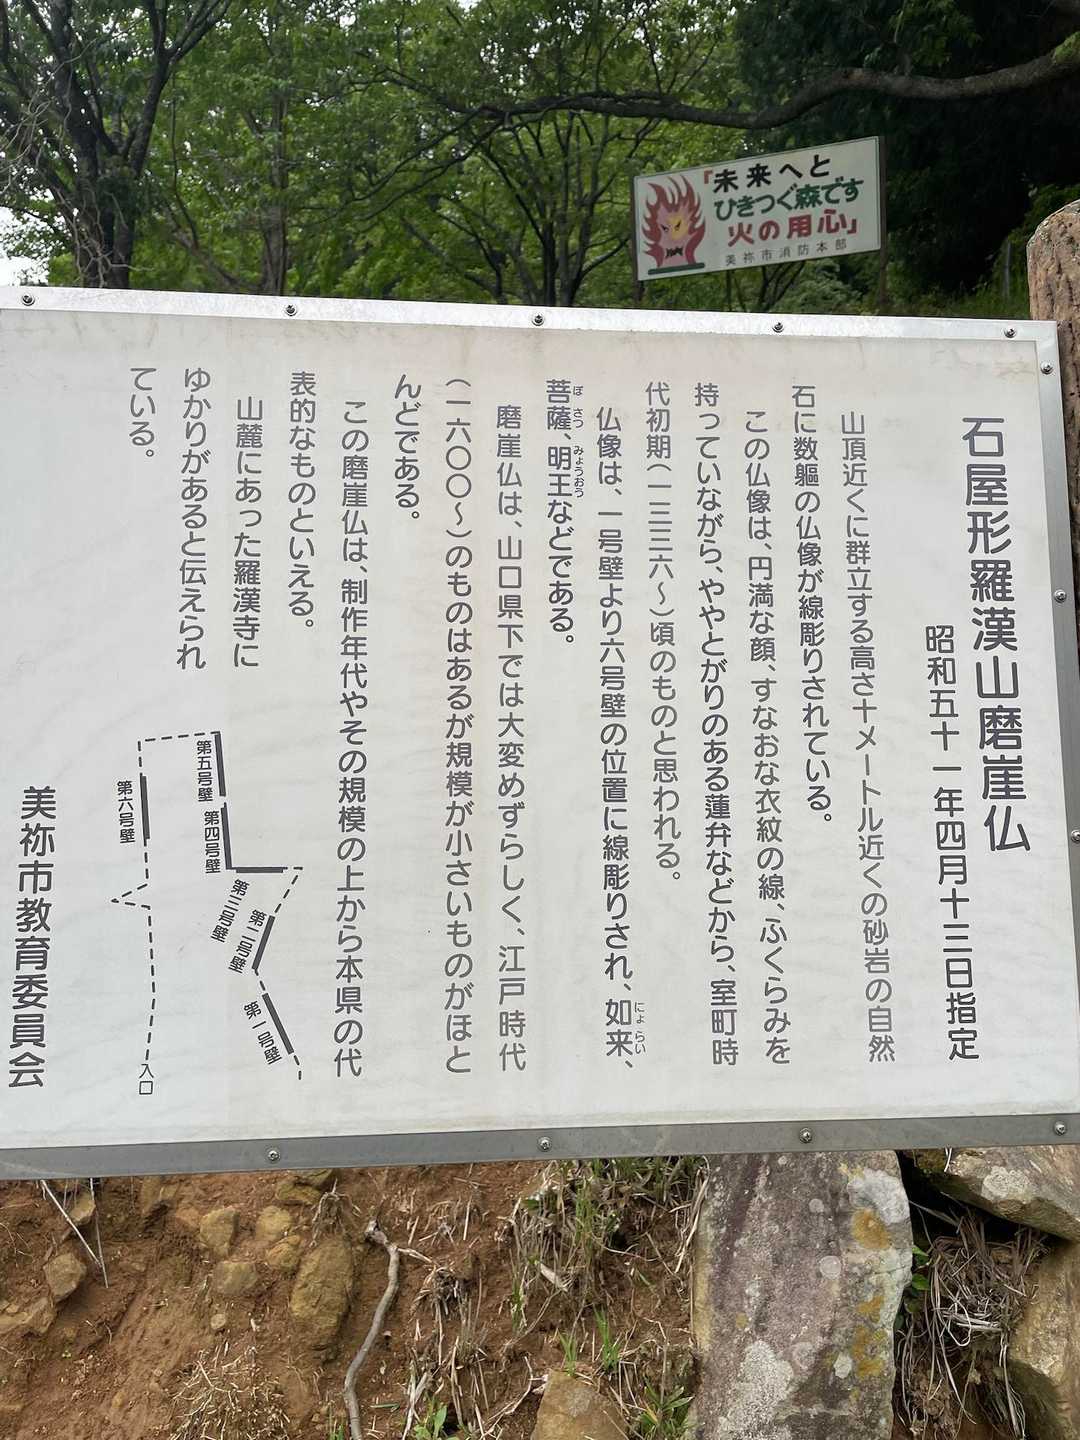 「未来へと
ひきつぐ森です
火の用心」
美祢市消防本部
石屋形羅漢山磨崖仏
昭和五十一年四月十三日指定
山頂近くに群立する高さ十メートル近くの砂岩の自然
石に数軀の仏像が線彫りされている。
この仏像は、円満な顔、すなおな衣紋の線、ふくらみを
持っていながら、ややとがりのある蓮弁などから、室町時
代初期(一三三六〜)頃のものと思われる。
仏像は、一号壁より六号壁の位置に線彫りされ、如来、
にょらい
菩薩、明王などである。
ぼさつ みょうおう
磨崖仏は、山口県下では大変めずらしく、江戸時代
(一六〇〇〜)のものはあるが規模が小さいものがほと
んどである。
この磨崖仏は、制作年代やその規模の上から本県の代
表的なものといえる。
山麓にあった羅漢寺に
ゆかりがあると伝えられ
ている。
第一号壁
第二号壁
第三号壁
第四号壁
第五号壁
第六号壁
入口
美祢市教育委員会